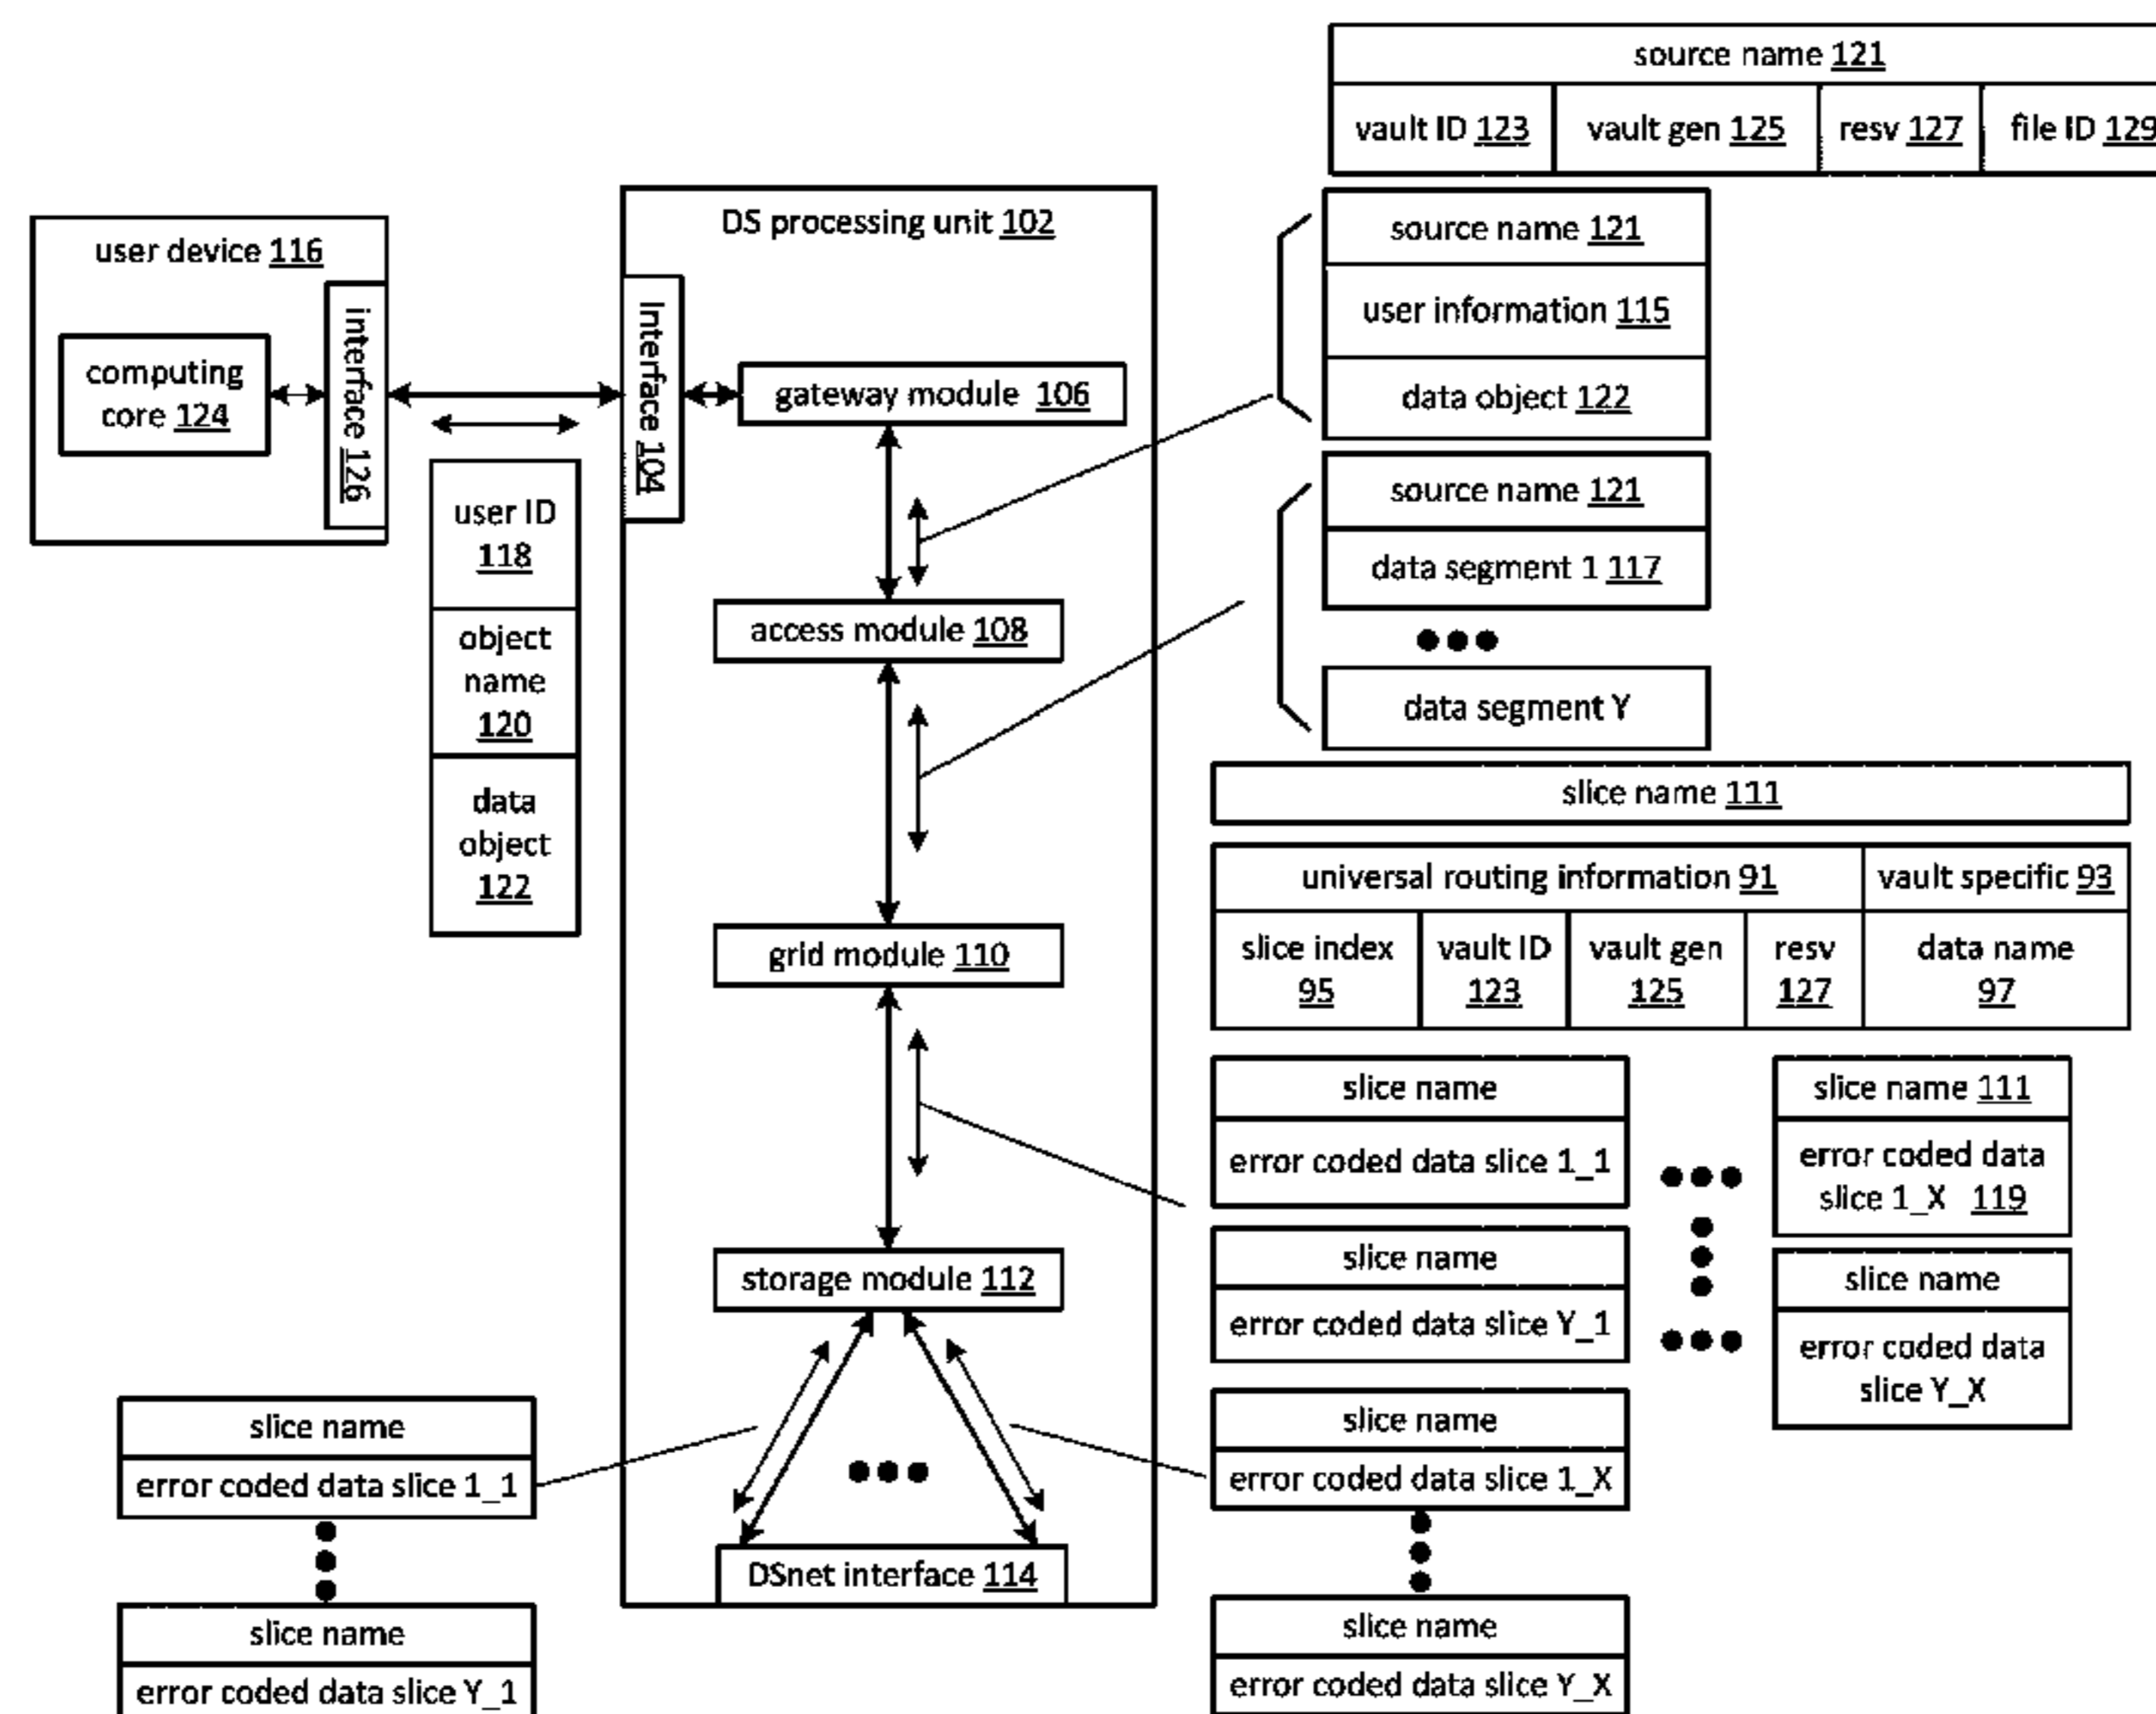 source name 121
vault ID 123
vault gen 125
resv 127
file ID 129
user device 116
computing
core 124
interface 126
user ID
118
object
name
120
data
object
122
DS processing unit 102
Interface 104
gateway module 106
access module 108
grid module 110
storage module 112
DSnet interface 114
source name 121
user information 115
data object 122
source name 121
data segment 1 117
data segment Y
slice name 111
universal routing information 91
vault specific 93
slice index
95
vault ID
123
vault gen
125
resv
127
data name
97
slice name
error coded data slice 1_1
slice name 111
error coded data
slice 1_X 119
slice name
error coded data slice Y_1
slice name
error coded data
slice Y_X
slice name
error coded data slice 1_1
slice name
error coded data slice Y_1
slice name
error coded data slice 1_X
slice name
error coded data slice Y_X